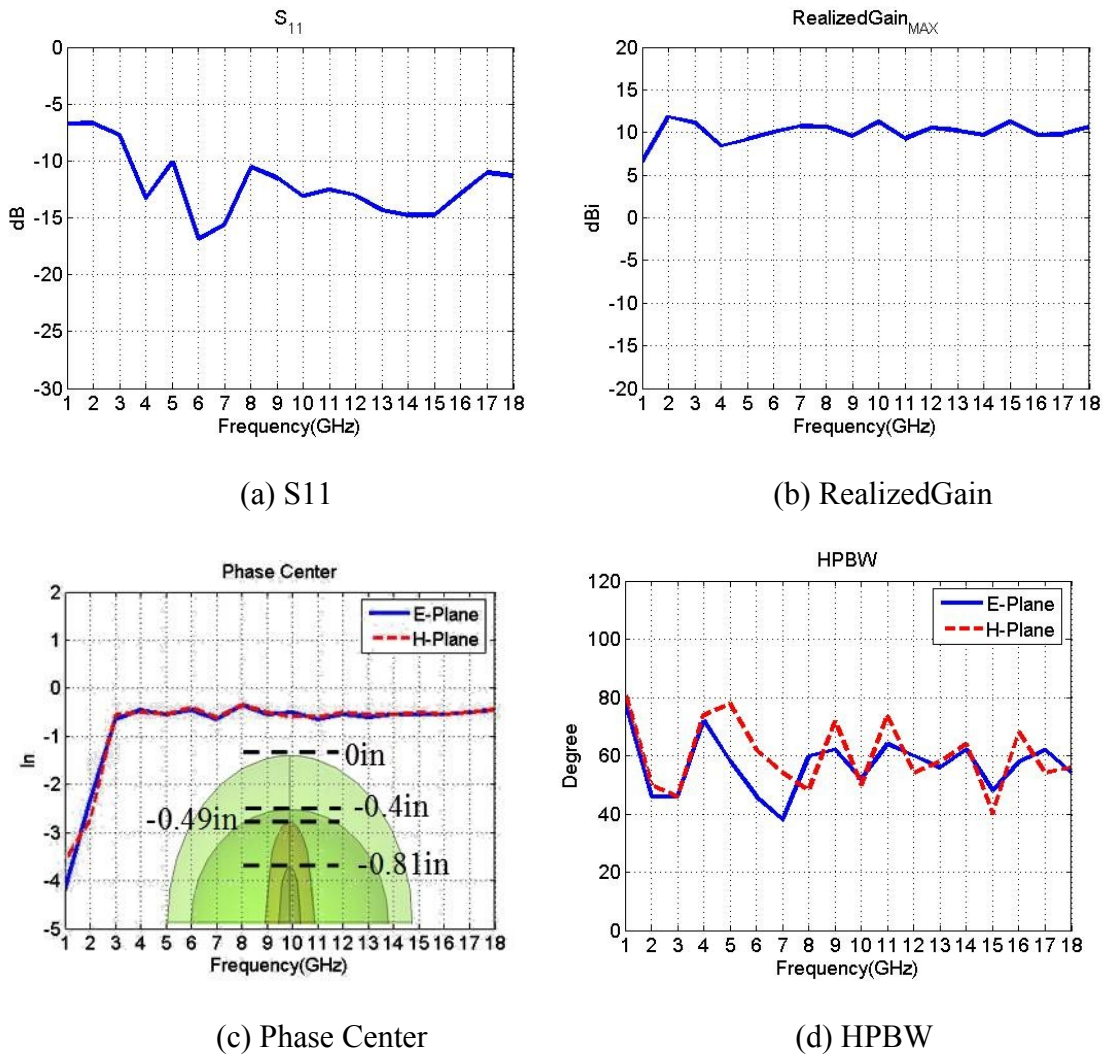 S11
0
-5
-10
-15
-20
-25
-30
dB
1 2 3 4 5 6 7 8 9 10 11 12 13 14 15 16 17 18
Frequency(GHz)
(a) S11
RealizedGainMAX
20
15
10
5
0
-5
-10
-15
-20
dBi
1 2 3 4 5 6 7 8 9 10 11 12 13 14 15 16 17 18
Frequency(GHz)
(b) RealizedGain
Phase Center
2
1
0
-1
-2
-3
-4
-5
In
E-Plane
H-Plane
0in
-0.4in
-0.49in
-0.81in
1 2 3 4 5 6 7 8 9 10 11 12 13 14 15 16 17 18
Frequency(GHz)
(c) Phase Center
HPBW
120
100
80
60
40
20
0
Degree
E-Plane
H-Plane
1 2 3 4 5 6 7 8 9 10 11 12 13 14 15 16 17 18
Frequency(GHz)
(d) HPBW